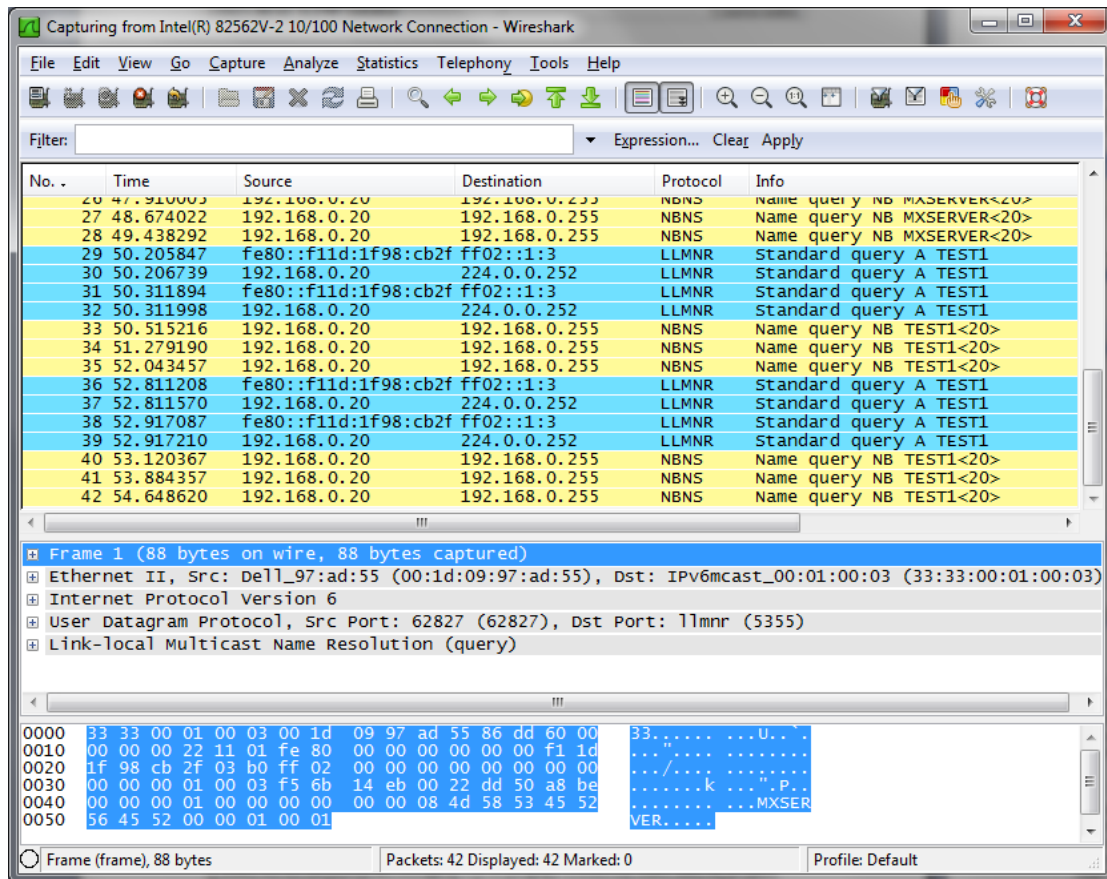 Capturing from Intel(R) 82562V-2 10/100 Network Connection - Wireshark
File Edit View Go Capture Analyze Statistics Telephony Tools Help
Filter: Expression... Clear Apply
No. . Time Source Destination Protocol Info
26 47.910005 192.168.0.20 192.168.0.255 NBNS Name query NB MXSERVER<20>
27 48.674022 192.168.0.20 192.168.0.255 NBNS Name query NB MXSERVER<20>
28 49.438292 192.168.0.20 192.168.0.255 NBNS Name query NB MXSERVER<20>
29 50.205847 fe80::f11d:1f98:cb2f ff02::1:3 LLMNR Standard query A TEST1
30 50.206739 192.168.0.20 224.0.0.252 LLMNR Standard query A TEST1
31 50.311894 fe80::f11d:1f98:cb2f ff02::1:3 LLMNR Standard query A TEST1
32 50.311998 192.168.0.20 224.0.0.252 LLMNR Standard query A TEST1
33 50.515216 192.168.0.20 192.168.0.255 NBNS Name query NB TEST1<20>
34 51.279190 192.168.0.20 192.168.0.255 NBNS Name query NB TEST1<20>
35 52.043457 192.168.0.20 192.168.0.255 NBNS Name query NB TEST1<20>
36 52.811208 fe80::f11d:1f98:cb2f ff02::1:3 LLMNR Standard query A TEST1
37 52.811570 192.168.0.20 224.0.0.252 LLMNR Standard query A TEST1
38 52.917087 fe80::f11d:1f98:cb2f ff02::1:3 LLMNR Standard query A TEST1
39 52.917210 192.168.0.20 224.0.0.252 LLMNR Standard query A TEST1
40 53.120367 192.168.0.20 192.168.0.255 NBNS Name query NB TEST1<20>
41 53.884357 192.168.0.20 192.168.0.255 NBNS Name query NB TEST1<20>
42 54.648620 192.168.0.20 192.168.0.255 NBNS Name query NB TEST1<20>
Frame 1 (88 bytes on wire, 88 bytes captured)
Ethernet II, Src: Dell_97:ad:55 (00:1d:09:97:ad:55), Dst: IPv6mcast_00:01:00:03 (33:33:00:01:00:03)
Internet Protocol Version 6
User Datagram Protocol, Src Port: 62827 (62827), Dst Port: llmnr (5355)
Link-local Multicast Name Resolution (query)
0000 33 33 00 01 00 03 00 1d 09 97 ad 55 86 dd 60 00 33...... ...U..`.
0010 00 00 00 22 11 01 fe 80 00 00 00 00 00 00 f1 1d ...".... ........
0020 1f 98 cb 2f 03 b0 ff 02 00 00 00 00 00 00 00 00 .../.... ........
0030 00 00 00 01 00 03 f5 6b 14 eb 00 22 dd 50 a8 be .......k ...".P..
0040 00 00 00 01 00 00 00 00 00 00 08 4d 58 53 45 52 ........ ...MXSER
0050 56 45 52 00 00 01 00 01 VER.....
Frame (frame), 88 bytes Packets: 42 Displayed: 42 Marked: 0 Profile: Default